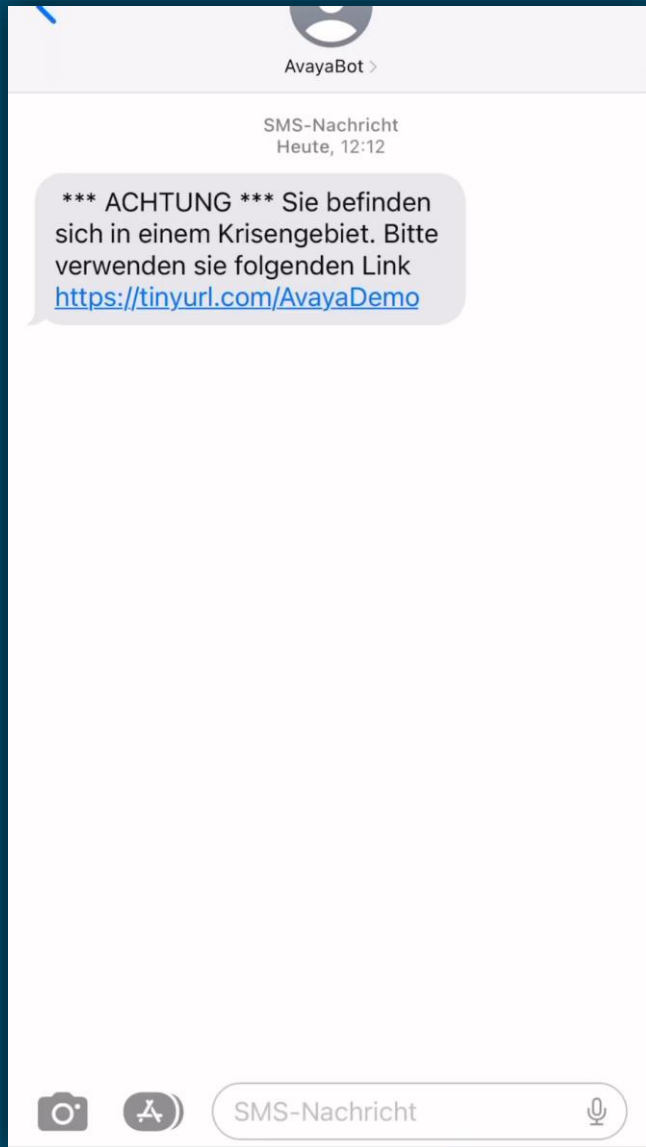 AvayaBot >
SMS-Nachricht
Heute, 12:12
*** ACHTUNG *** Sie befinden
sich in einem Krisengebiet. Bitte
verwenden sie folgenden Link
https://tinyurl.com/AvayaDemo
SMS-Nachricht